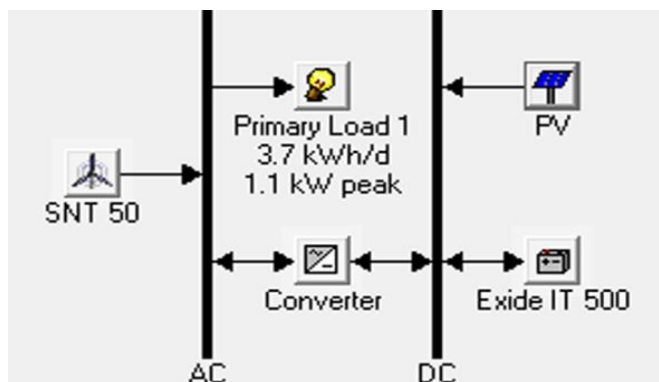 Primary Load 1
3.7 kWh/d
1.1 kW peak
PV
SNT 50
Converter
Exide IT 500
AC
DC